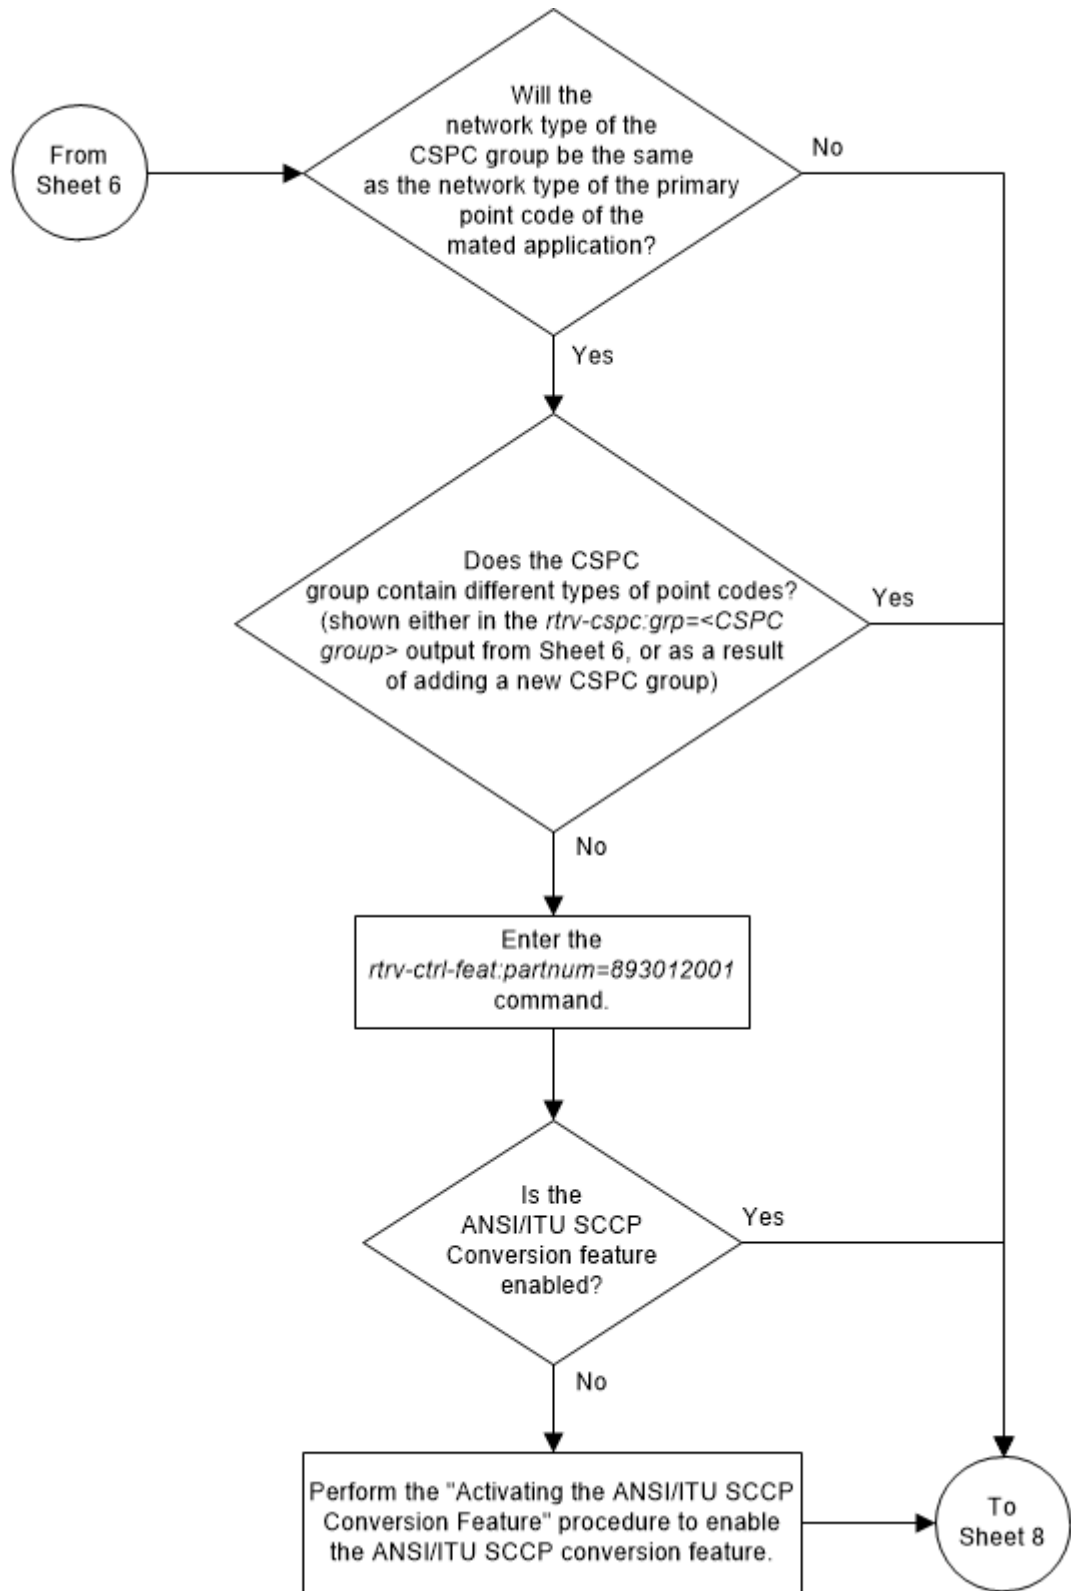 Will the
network type of the
CSPC group be the same
as the network type of the primary
point code of the
mated application?
No
From
Sheet 6
Yes
Does the CSPC
group contain different types of point codes?
(shown either in the rtrv-cspc:grp=<CSPC
group> output from Sheet 6, or as a result
of adding a new CSPC group)
Yes
No
Enter the
rtrv-ctrl-feat:partnum=893012001
command.
Is the
ANSI/ITU SCCP
Conversion feature
enabled?
Yes
No
Perform the "Activating the ANSI/ITU SCCP
Conversion Feature" procedure to enable
the ANSI/ITU SCCP conversion feature.
To
Sheet 8